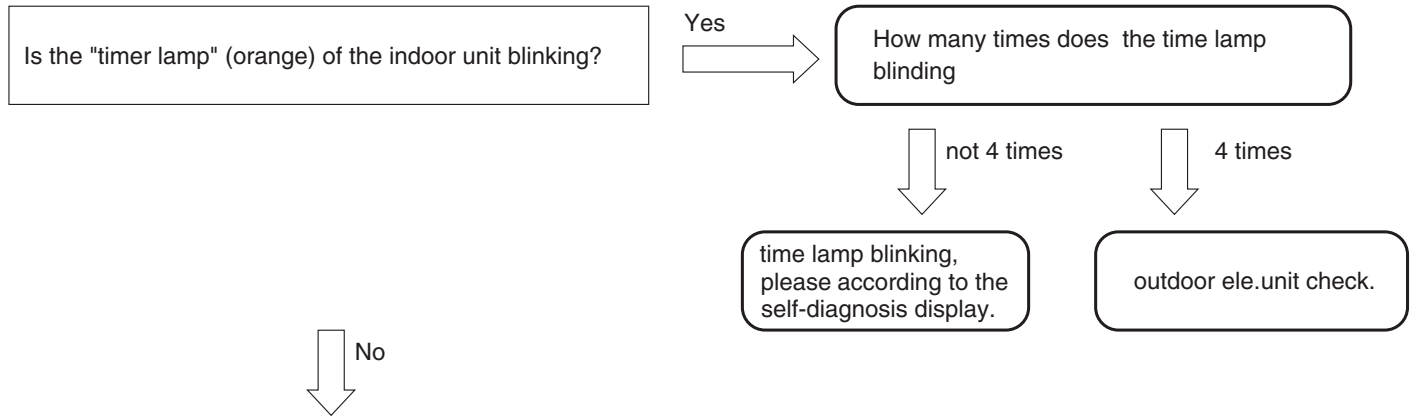 Is the "timer lamp" (orange) of the indoor unit blinking?
Yes
How many times does the time lamp
blinding
not 4 times
4 times
time lamp blinking,
please according to the
self-diagnosis display.
outdoor ele.unit check.
No